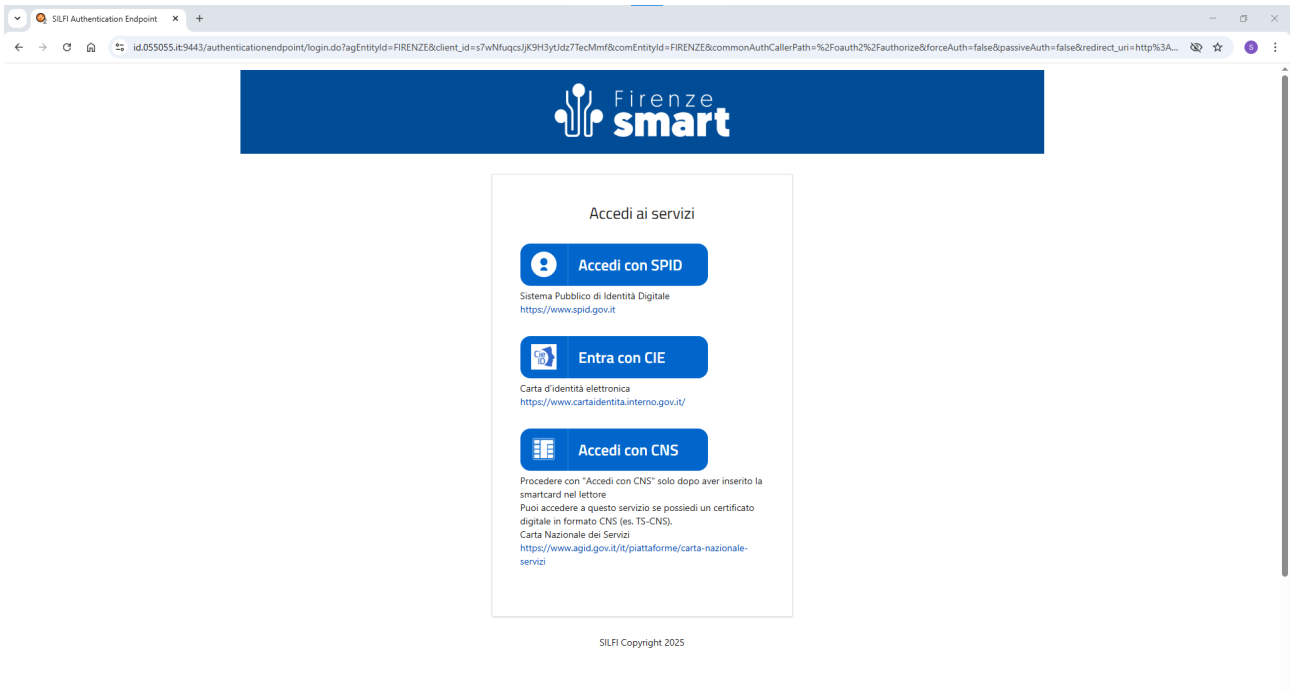 SILFI Authentication Endpoint
id.055055.it:9443/authenticationendpoint/login.do?agEntityId=FIRENZE&client_id=s7wNfuqcsJjK9H3ytJdz7TecMmf&comEntityId=FIRENZE&commonAuthCallerPath=%2Foauth2%2Fauthorize&forceAuth=false&passiveAuth=false&redirect_uri=http%3A...
S
Firenze
smart
Accedi ai servizi
Accedi con SPID
Sistema Pubblico di Identità Digitale
https://www.spid.gov.it
Cie
ID
Entra con CIE
Carta d'identità elettronica
https://www.cartaidentita.interno.gov.it/
Accedi con CNS
Procedere con "Accedi con CNS" solo dopo aver inserito la
smartcard nel lettore
Puoi accedere a questo servizio se possiedi un certificato
digitale in formato CNS (es. TS-CNS).
Carta Nazionale dei Servizi
https://www.agid.gov.it/it/piattaforme/carta-nazionale-
servizi
SILFI Copyright 2025